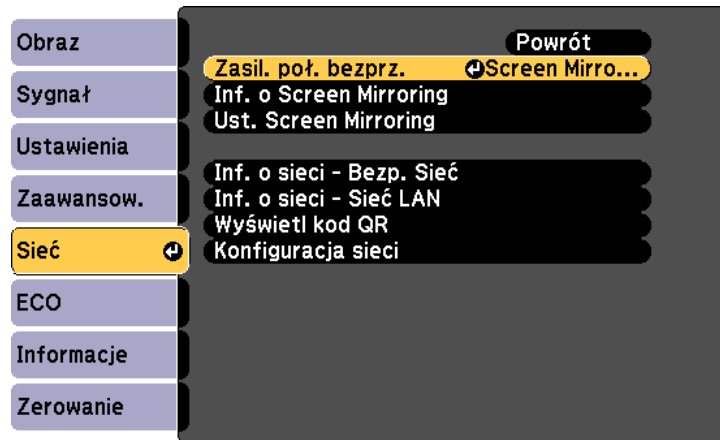 Obraz
Sygnał
Ustawienia
Zaawansow.
Sieć
ECO
Informacje
Zerowanie
Powrót
Zasil. poł. bezprz. Screen Mirro...
Inf. o Screen Mirroring
Ust. Screen Mirroring
Inf. o sieci - Bezp. Sieć
Inf. o sieci - Sieć LAN
Wyświetl kod QR
Konfiguracja sieci